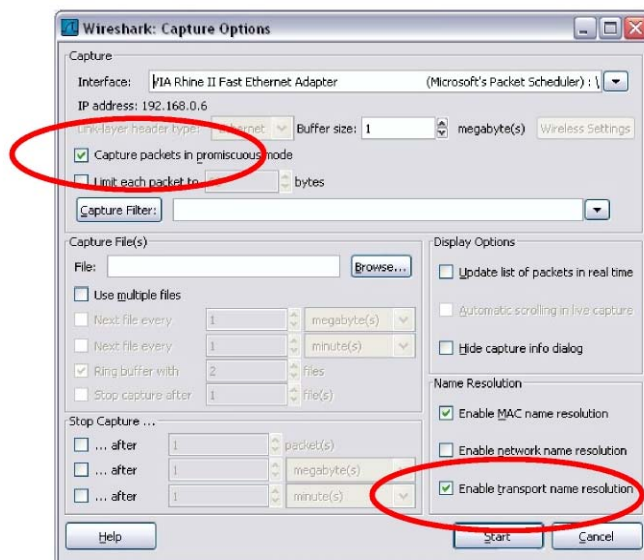 Wireshark: Capture Options
Capture
Interface: VIA Rhine II Fast Ethernet Adapter (Microsoft's Packet Scheduler) : \
IP address: 192.168.0.6
Link-layer header type: Ethernet Buffer size: 1 megabyte(s) Wireless Settings
Capture packets in promiscuous mode
Limit each packet to bytes
Capture Filter:
Capture File(s)
File: Browse...
Use multiple files
Next file every 1 megabyte(s)
Next file every 1 minute(s)
Ring buffer with 2 files
Stop capture after 1 file(s)
Stop Capture ...
... after 1 packet(s)
... after 1 megabyte(s)
... after 1 minute(s)
Display Options
Update list of packets in real time
Automatic scrolling in live capture
Hide capture info dialog
Name Resolution
Enable MAC name resolution
Enable network name resolution
Enable transport name resolution
Help Start Cancel